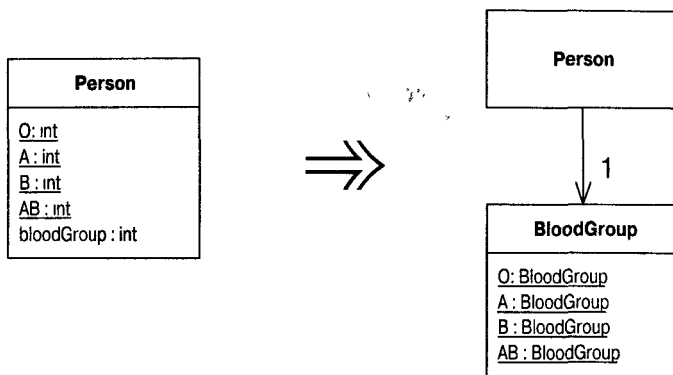 Person
O: int
A : int
B : int
AB : int
bloodGroup : int
Person
1
BloodGroup
O: BloodGroup
A : BloodGroup
B : BloodGroup
AB : BloodGroup